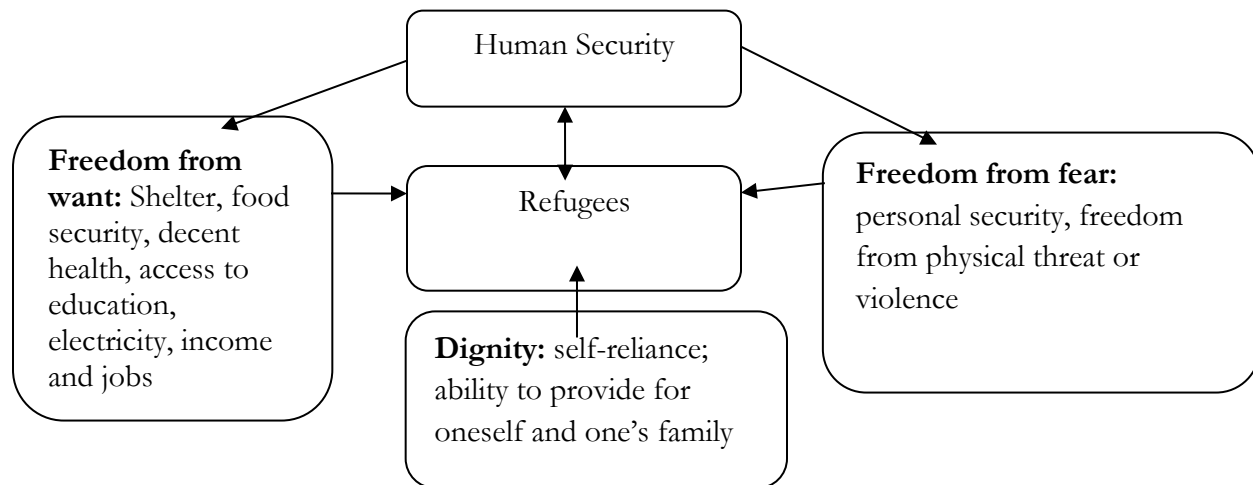 Human Security
Freedom from
want: Shelter, food
security, decent
health, access to
education,
electricity, income
and jobs
Refugees
Freedom from fear:
personal security, freedom
from physical threat or
violence
Dignity: self-reliance;
ability to provide for
oneself and one’s family